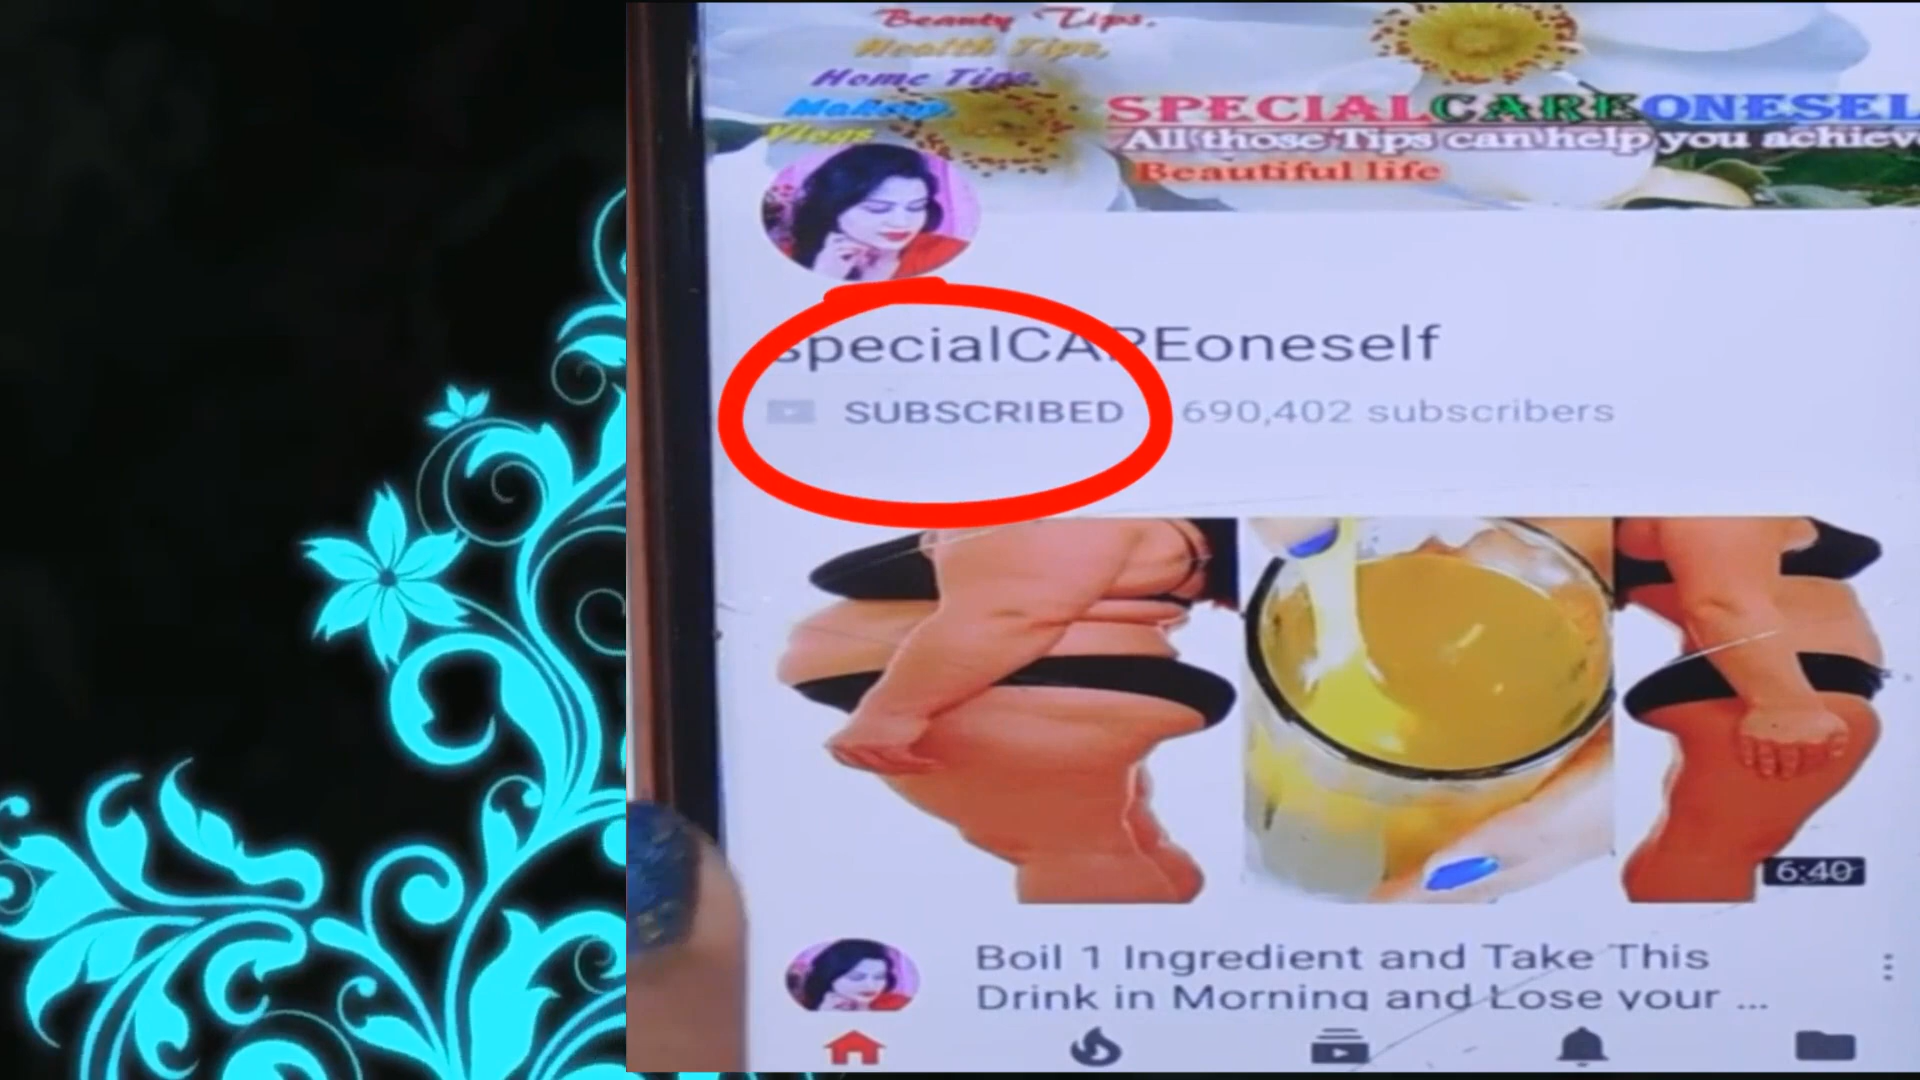 Beauty Tips.
Health Tips,
Home Tips.
Makeup.
Vlogs
SPECIALCAREONESEL
All those Tips can help you achiev
Beautiful life
specialCAREoneself
SUBSCRIBED 690,402 subscribers
6:40
Boil 1 Ingredient and Take This
Drink in Morning and Lose your ...